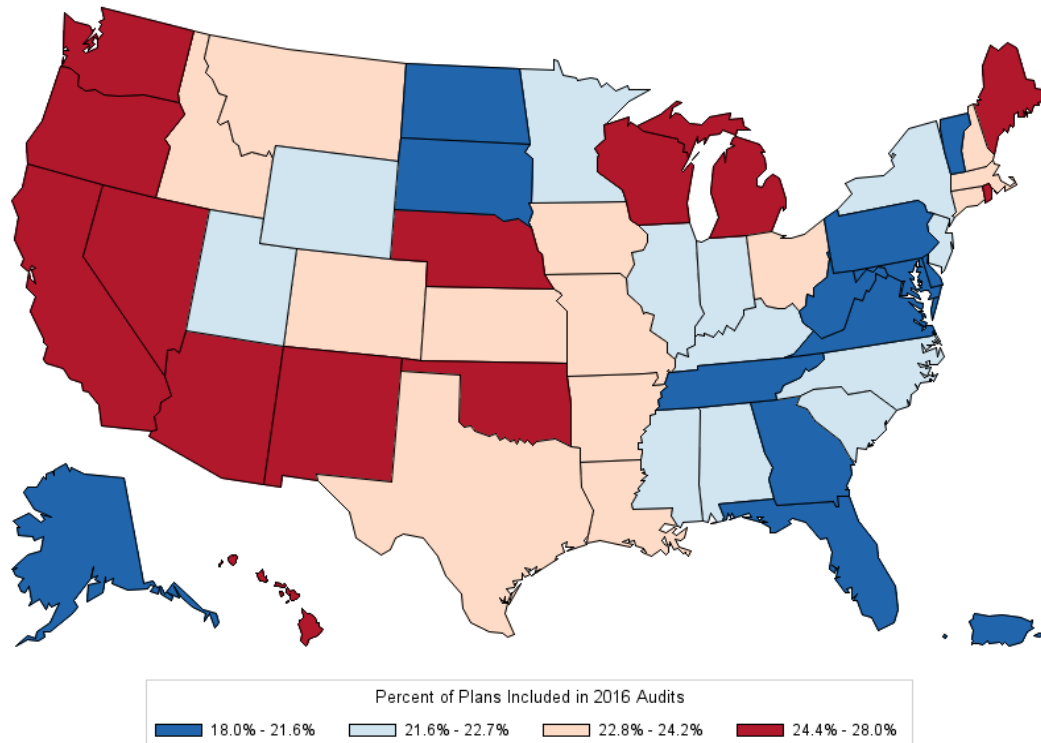 Percent of Plans Included in 2016 Audits
18.0% - 21.6% 21.6% - 22.7% 22.8% - 24.2% 24.4% - 28.0%